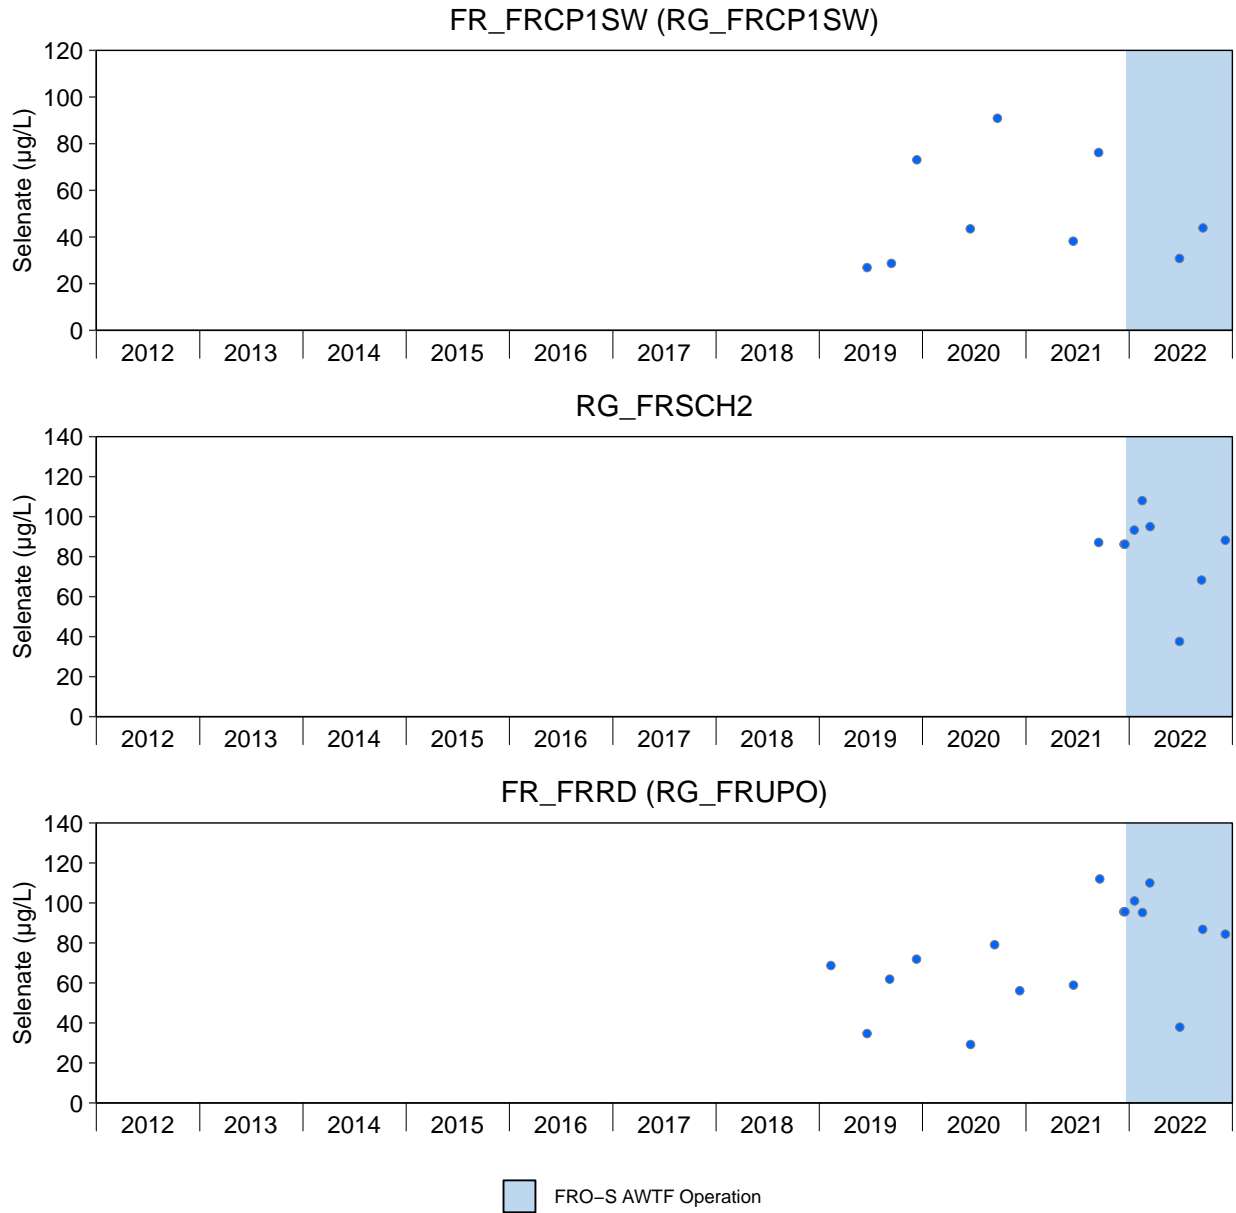 FR_FRCP1SW (RG_FRCP1SW)
Selenate (µg/L)
120
100
80
60
40
20
0
2012 2013 2014 2015 2016 2017 2018 2019 2020 2021 2022
RG_FRSCH2
Selenate (µg/L)
140
120
100
80
60
40
20
0
2012 2013 2014 2015 2016 2017 2018 2019 2020 2021 2022
FR_FRRD (RG_FRUPO)
Selenate (µg/L)
140
120
100
80
60
40
20
0
2012 2013 2014 2015 2016 2017 2018 2019 2020 2021 2022
FRO−S AWTF Operation